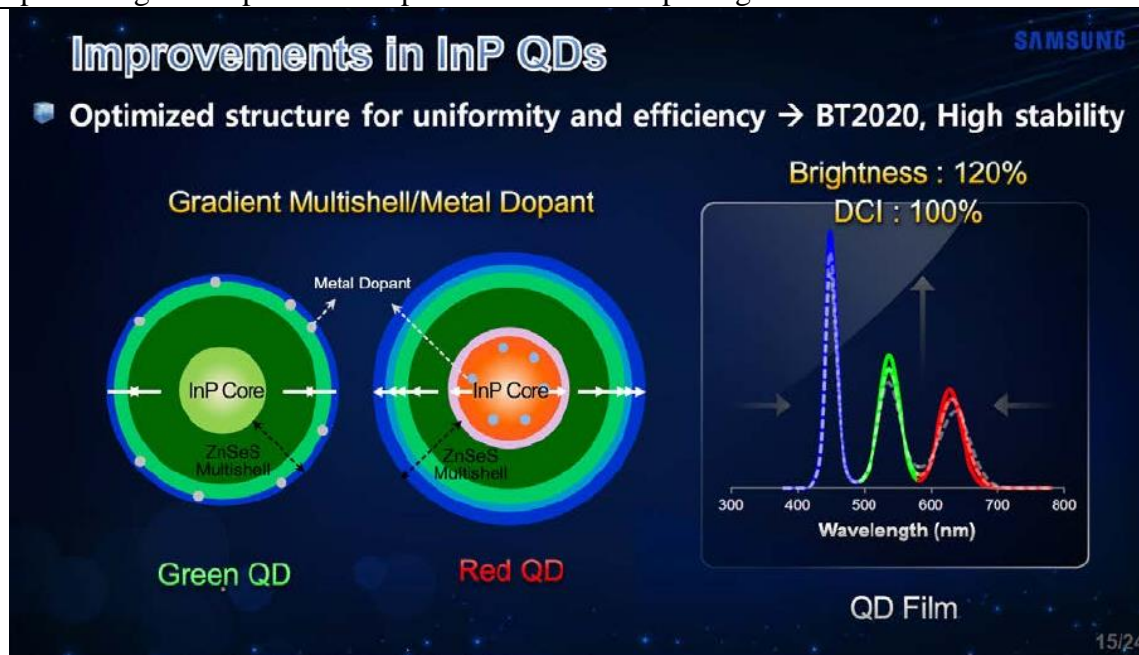 SAMSUNG
Improvements in InP QDs
Optimized structure for uniformity and efficiency → BT2020, High stability
Gradient Multishell/Metal Dopant
Brightness : 120%
DCI : 100%
Metal Dopant
InP Core
InP Core
ZnSeS
Multishell
ZnSeS
Multishell
300 400 500 600 700 800
Wavelength (nm)
Green QD
Red QD
QD Film
15/24